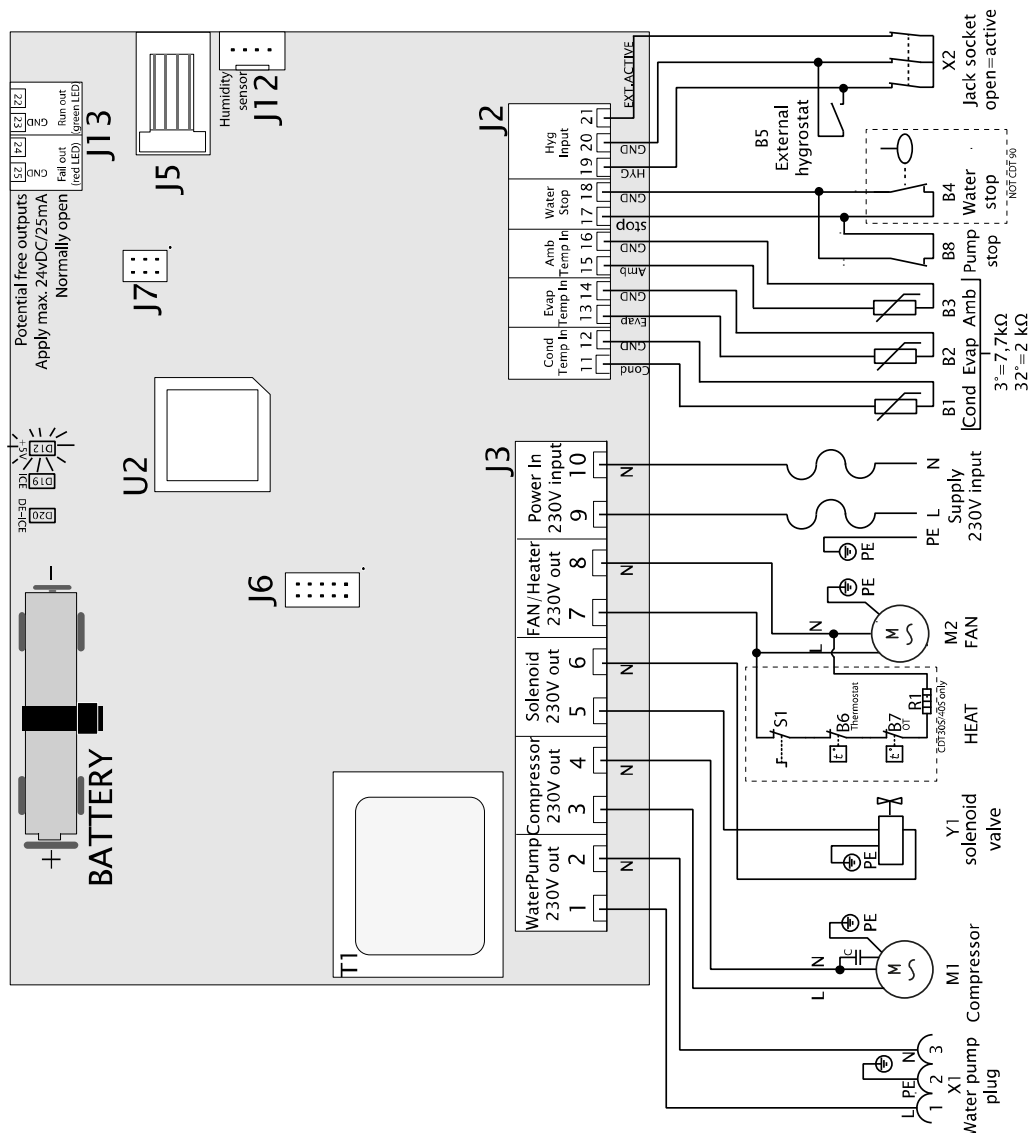 22
23
GND
Run out
(green LED)
24
25
GND
Fail out
(red LED)
J13
Potential free outputs
Apply max. 24vDC/25mA
Normally open
J5
Humidity
sensor
J12
J7
J2
21
20
19
Hyg
Input
EXT.ACTIVE
GND
HYG
18
17
Water
Stop
GND
stop
16
15
Amb
Temp In
GND
Amb
14
13
Evap
Temp In
GND
Evap
12
11
Cond
Temp In
GND
Cond
X2
Jack socket
open=active
B5
External
hygrostat
B4
Water
stop
NOT CDT 90
B8
Pump
stop
B3
Amb
B2
Evap
B1
Cond
3°=7,7kΩ
32°=2 kΩ
U2
D12
+5V
D19
ICE
D20
DE-ICE
J6
J3
10
9
Power In
230V input
N
8
7
FAN/Heater
230V out
N
6
5
Solenoid
230V out
N
4
3
Compressor
230V out
N
2
1
WaterPump
230V out
N
N
L
PE
Supply
230V input
PE
PE
N
L
M
M2
FAN
S1
B6
Thermostat
t°
B7
OT
t°
R1
CDT30S/40S only
HEAT
PE
Y1
solenoid
valve
PE
C
N
L
M
M1
Compressor
N
PE
L
3
2
1
X1
Water pump
plug
BATTERY
+
−
T1